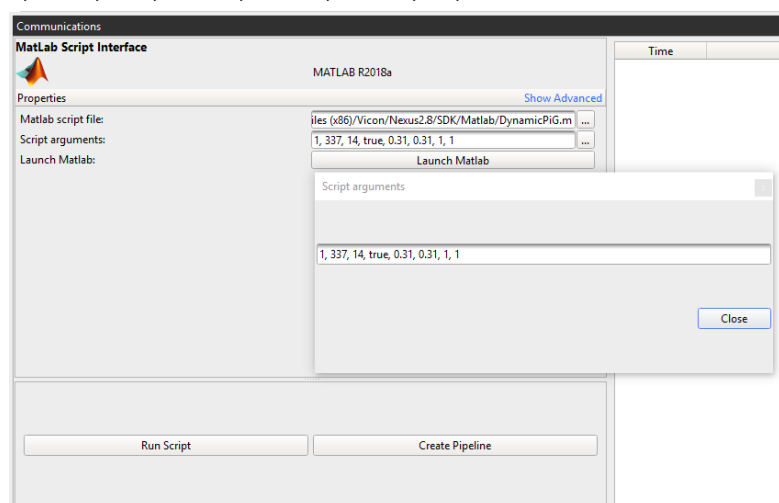 Communications
MatLab Script Interface
Time
MATLAB R2018a
Properties
Show Advanced
Matlab script file:
iles (x86)/Vicon/Nexus2.8/SDK/Matlab/DynamicPiG.m
...
Script arguments:
1, 337, 14, true, 0.31, 0.31, 1, 1
...
Launch Matlab:
Launch Matlab
Script arguments
x
1, 337, 14, true, 0.31, 0.31, 1, 1
Close
Run Script
Create Pipeline